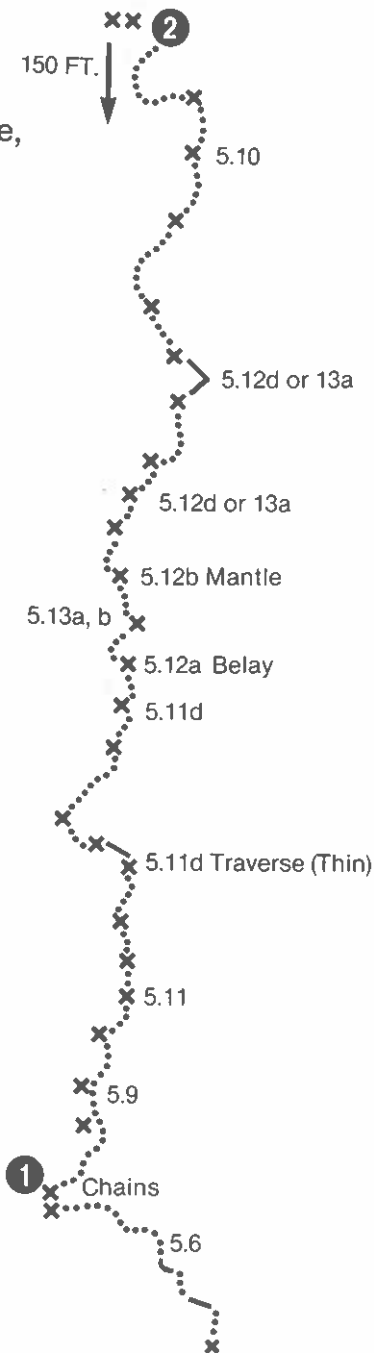 2
150 FT.
e,
5.10
5.12d or 13a
5.12d or 13a
5.12b Mantle
5.13a, b
5.12a Belay
5.11d
5.11d Traverse (Thin)
5.11
5.9
1
Chains
5.6